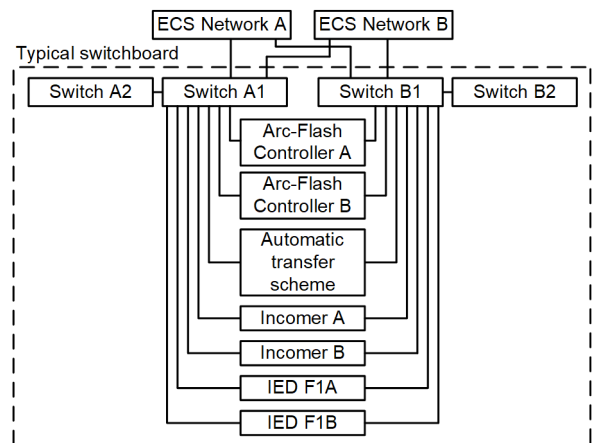 ECS Network A
ECS Network B
Typical switchboard
Switch A2
Switch A1
Switch B1
Switch B2
Arc-Flash
Controller A
Arc-Flash
Controller B
Automatic
transfer
scheme
Incomer A
Incomer B
IED F1A
IED F1B